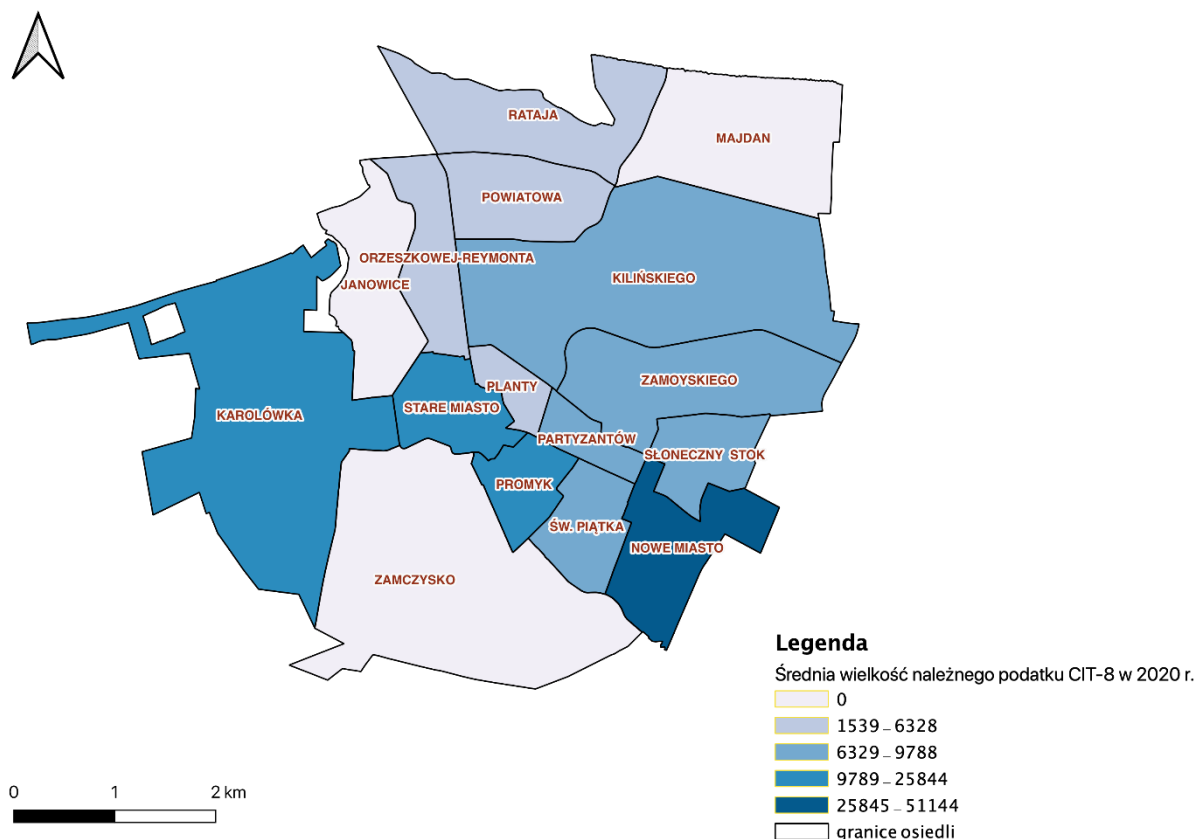 RATAJA
MAJDAN
POWIATOWA
ORZESZKOWEJ-REYMONTA
KILIŃSKIEGO
JANOWICE
ZAMOYSKIEGO
PLANTY
STARE MIASTO
KAROLÓWKA
PARTYZANTÓW
SŁONECZNY STOK
PROMYK
ŚW. PIĄTKA
NOWE MIASTO
ZAMCZYSKO
Legenda
Średnia wielkość należnego podatku CIT-8 w 2020 r.
0
1539 – 6328
6329 – 9788
9789 – 25844
25845 – 51144
granice osiedli
0 1 2 km